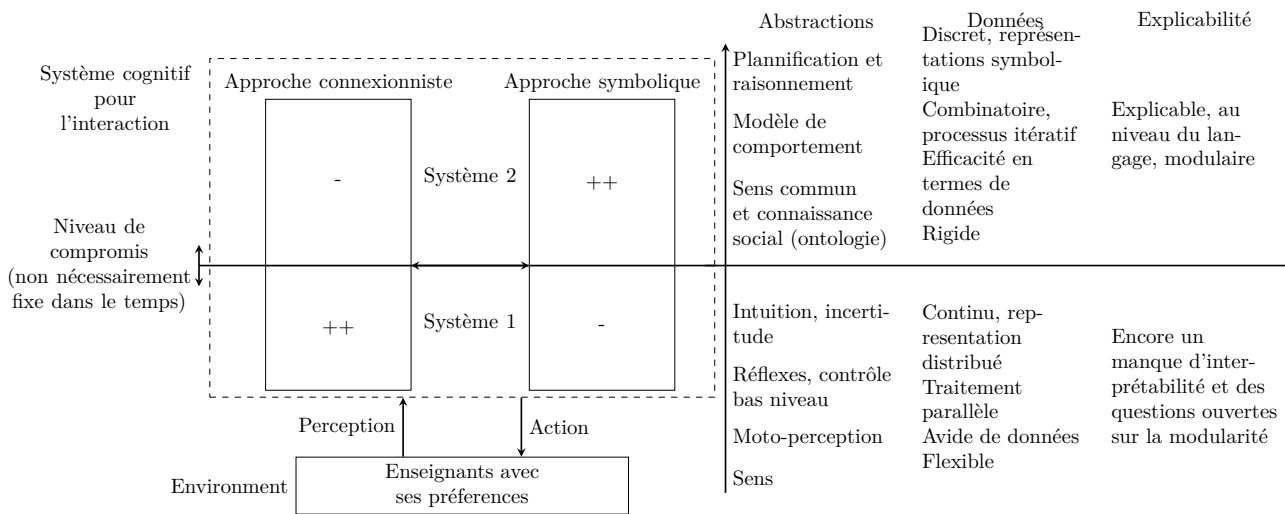 Système cognitif
pour
l'interaction
Approche connexionniste
Approche symbolique
-
Système 2
++
Niveau de
compromis
(non nécessairement
fixe dans le temps)
++
Système 1
-
Perception
Action
Environment
Enseignants avec
ses préferences
Abstractions
Plannification et
raisonnement
Modèle de
comportement
Sens commun
et connaissance
social (ontologie)
Intuition, incerti-
tude
Réflexes, contrôle
bas niveau
Moto-perception
Sens
Données
Discret, représen-
tations symbol-
ique
Combinatoire,
processus itératif
Efficacité en
termes de
données
Rigide
Continu, rep-
resentation
distribué
Traitement
parallèle
Avide de données
Flexible
Explicabilité
Explicable, au
niveau du lan-
gage, modulaire
Encore un
manque d'inter-
prétabilité et des
questions ouvertes
sur la modularité